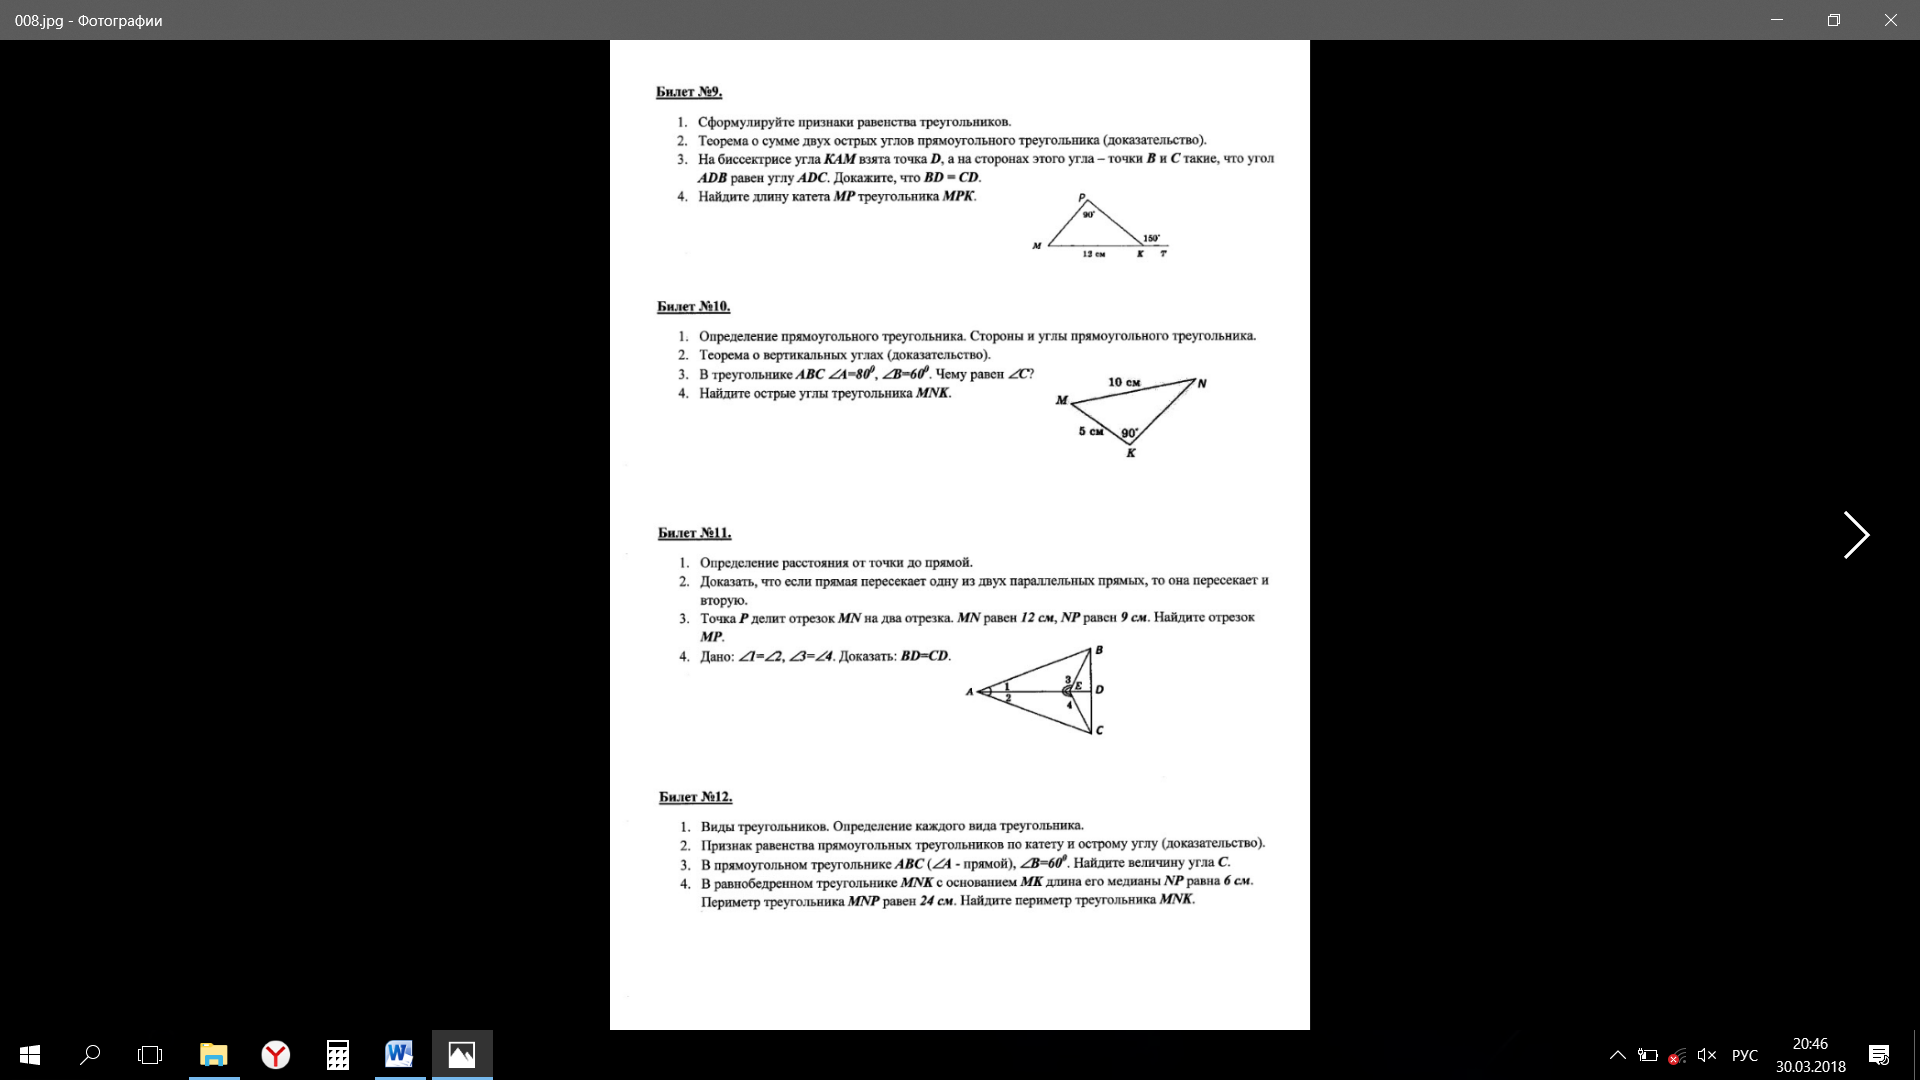 008.jpg - Фотографии
Билет №9.
1. Сформулируйте признаки равенства треугольников.
2. Теорема о сумме двух острых углов прямоугольного треугольника (доказательство).
3. На биссектрисе угла KAM взята точка D, а на сторонах этого угла – точки B и C такие, что угол
ADB равен углу ADC. Докажите, что BD = CD.
4. Найдите длину катета MP треугольника MPK.
P
90°
M
150°
12 см
K T
Билет №10.
1. Определение прямоугольного треугольника. Стороны и углы прямоугольного треугольника.
2. Теорема о вертикальных углах (доказательство).
3. В треугольнике ABC ∠A=80⁰, ∠B=60⁰. Чему равен ∠C?
4. Найдите острые углы треугольника MNK.
10 см
N
M
5 см
90°
K
Билет №11.
1. Определение расстояния от точки до прямой.
2. Доказать, что если прямая пересекает одну из двух параллельных прямых, то она пересекает и
вторую.
3. Точка P делит отрезок MN на два отрезка. MN равен 12 см, NP равен 9 см. Найдите отрезок
MP.
4. Дано: ∠1=∠2, ∠3=∠4. Доказать: BD=CD.
B
3
A 1 E D
2
4
C
Билет №12.
1. Виды треугольников. Определение каждого вида треугольника.
2. Признак равенства прямоугольных треугольников по катету и острому углу (доказательство).
3. В прямоугольном треугольнике ABC (∠A - прямой), ∠B=60⁰. Найдите величину угла C.
4. В равнобедренном треугольнике MNK с основанием MK длина его медианы NP равна 6 см.
Периметр треугольника MNP равен 24 см. Найдите периметр треугольника MNK.
РУС
20:46
30.03.2018